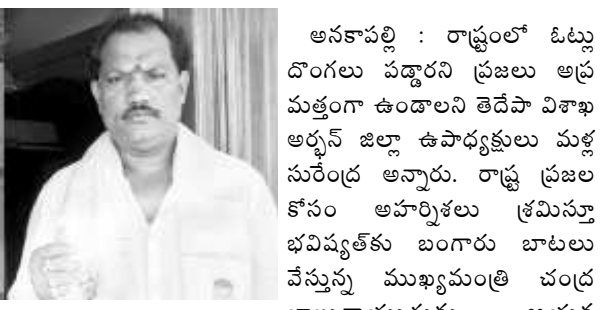 అనకాపల్లి : రాష్ట్రంలో ఓట్లు
దొంగలు పడ్డారని ప్రజలు అప్ర
మత్తంగా ఉండాలని తెదేపా విశాఖ
అర్బన్ జిల్లా ఉపాధ్యక్షులు మళ్ల
సురేంద్ర అన్నారు. రాష్ట్ర ప్రజల
కోసం అహర్నిశలు శ్రమిస్తూ
భవిష్యత్‌కు బంగారు బాటలు
వేస్తున్న ముఖ్యమంత్రి చంద్ర